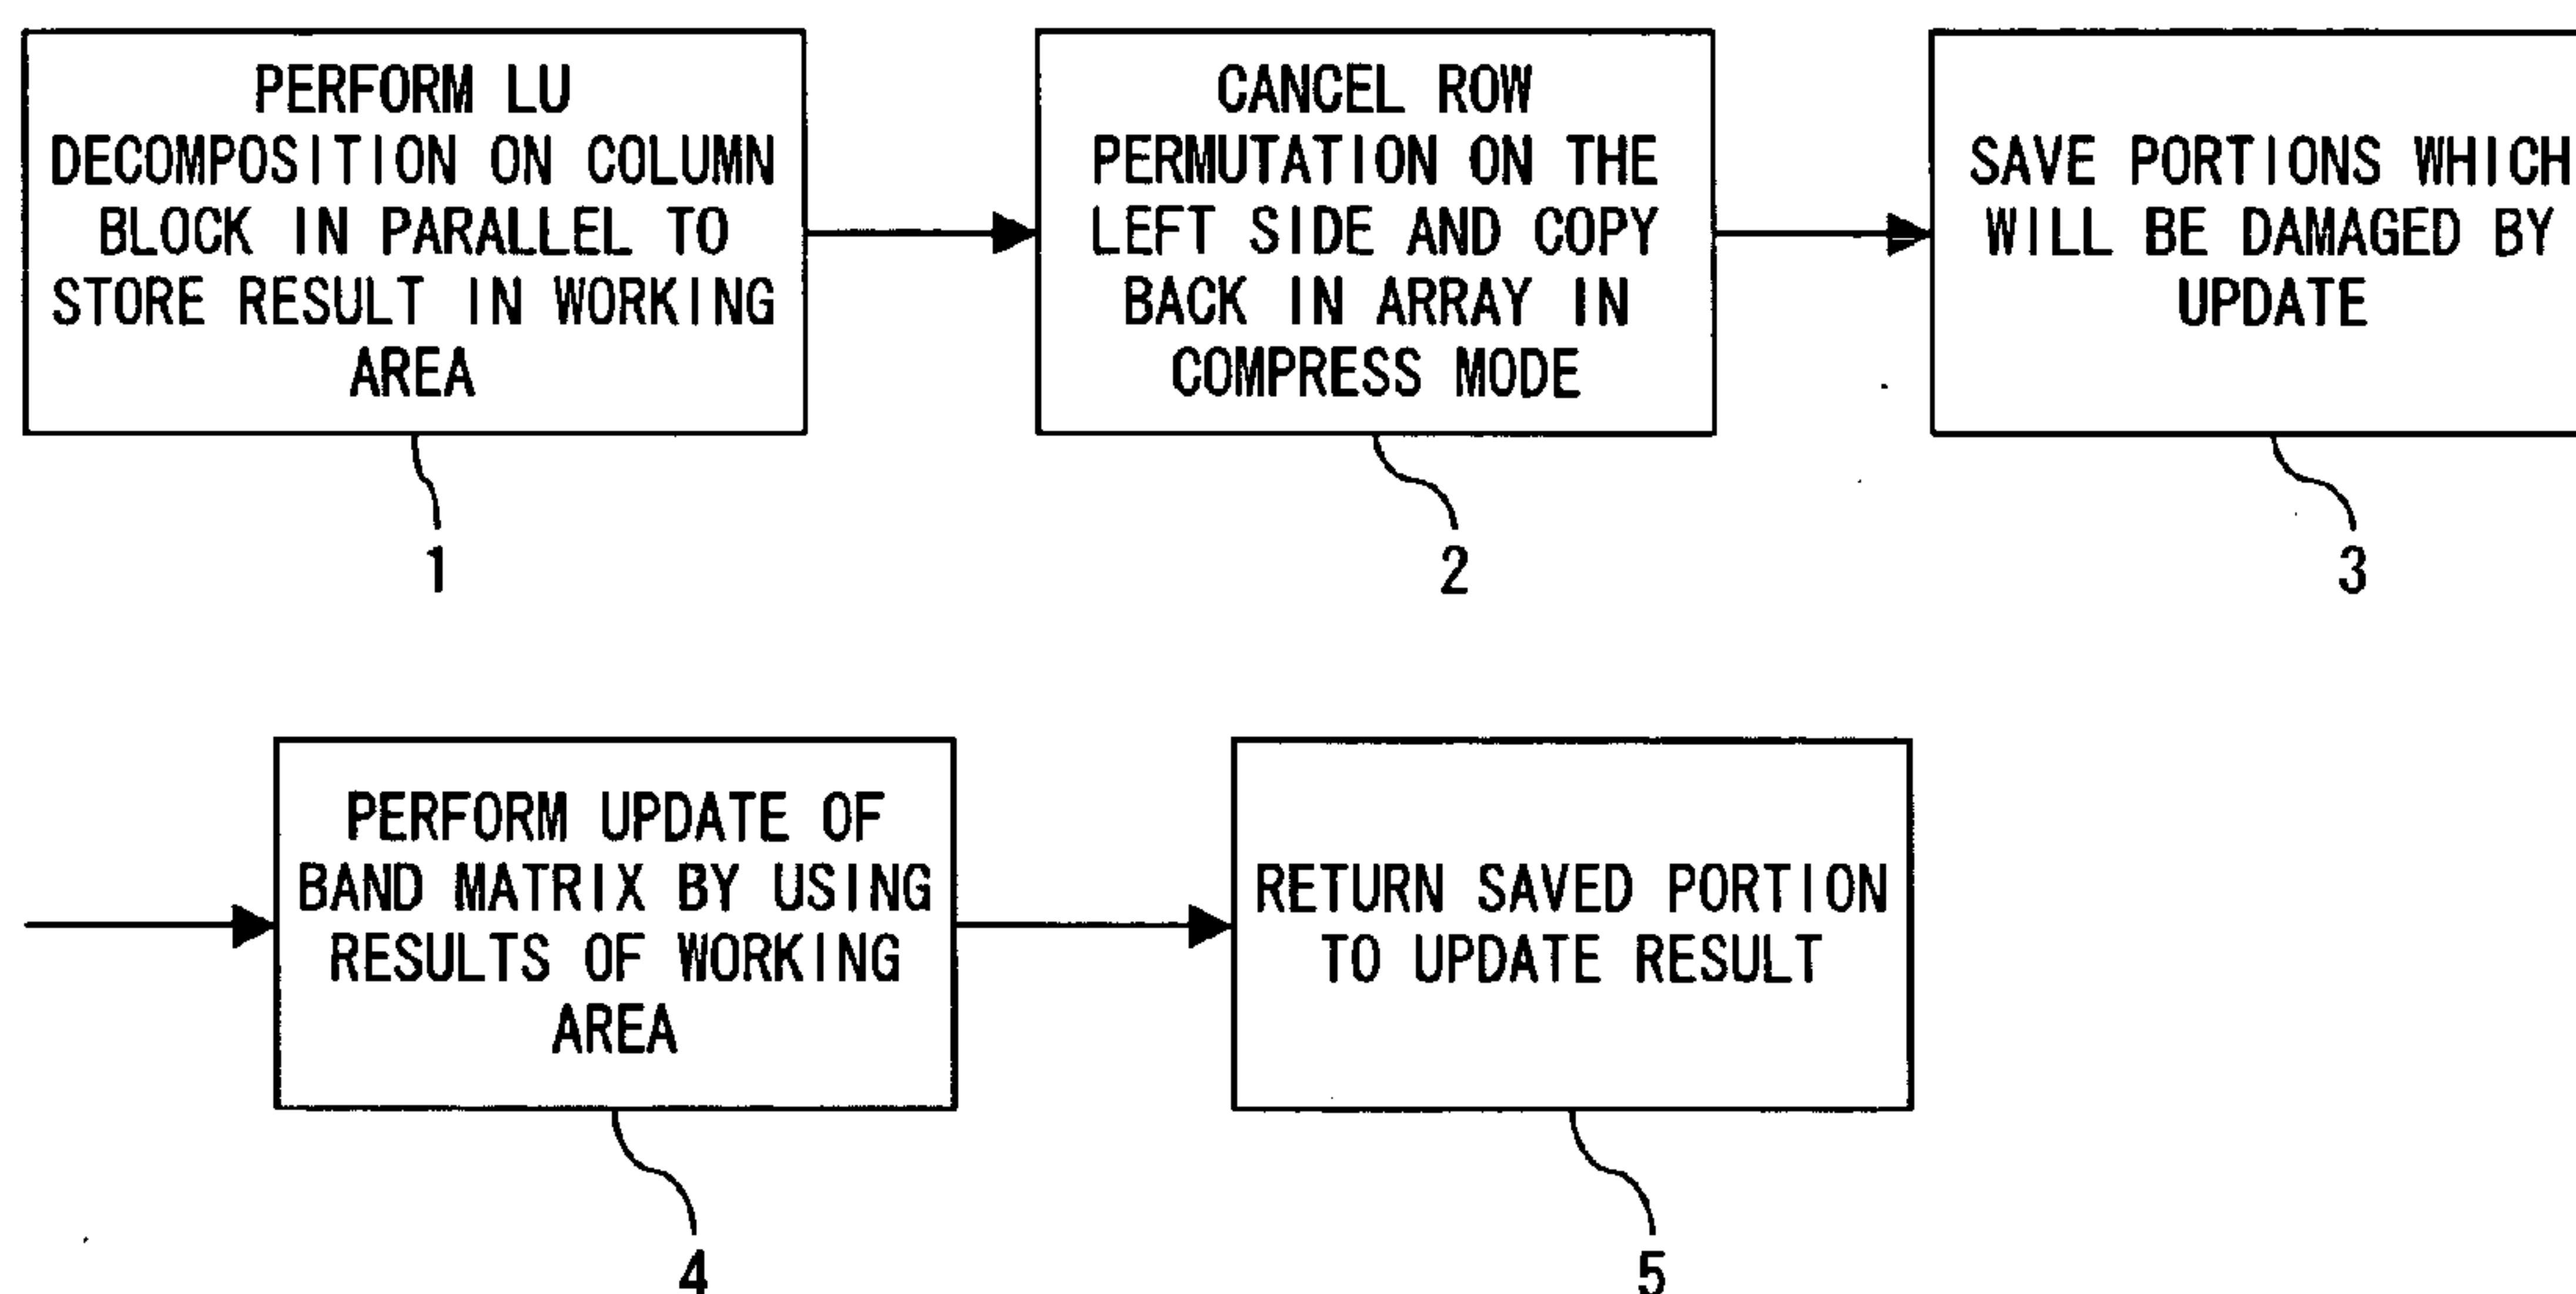 PERFORM LU
DECOMPOSITION ON COLUMN
BLOCK IN PARALLEL TO
STORE RESULT IN WORKING
AREA
1
CANCEL ROW
PERMUTATION ON THE
LEFT SIDE AND COPY
BACK IN ARRAY IN
COMPRESS MODE
2
SAVE PORTIONS WHICH
WILL BE DAMAGED BY
UPDATE
3
PERFORM UPDATE OF
BAND MATRIX BY USING
RESULTS OF WORKING
AREA
4
RETURN SAVED PORTION
TO UPDATE RESULT
5